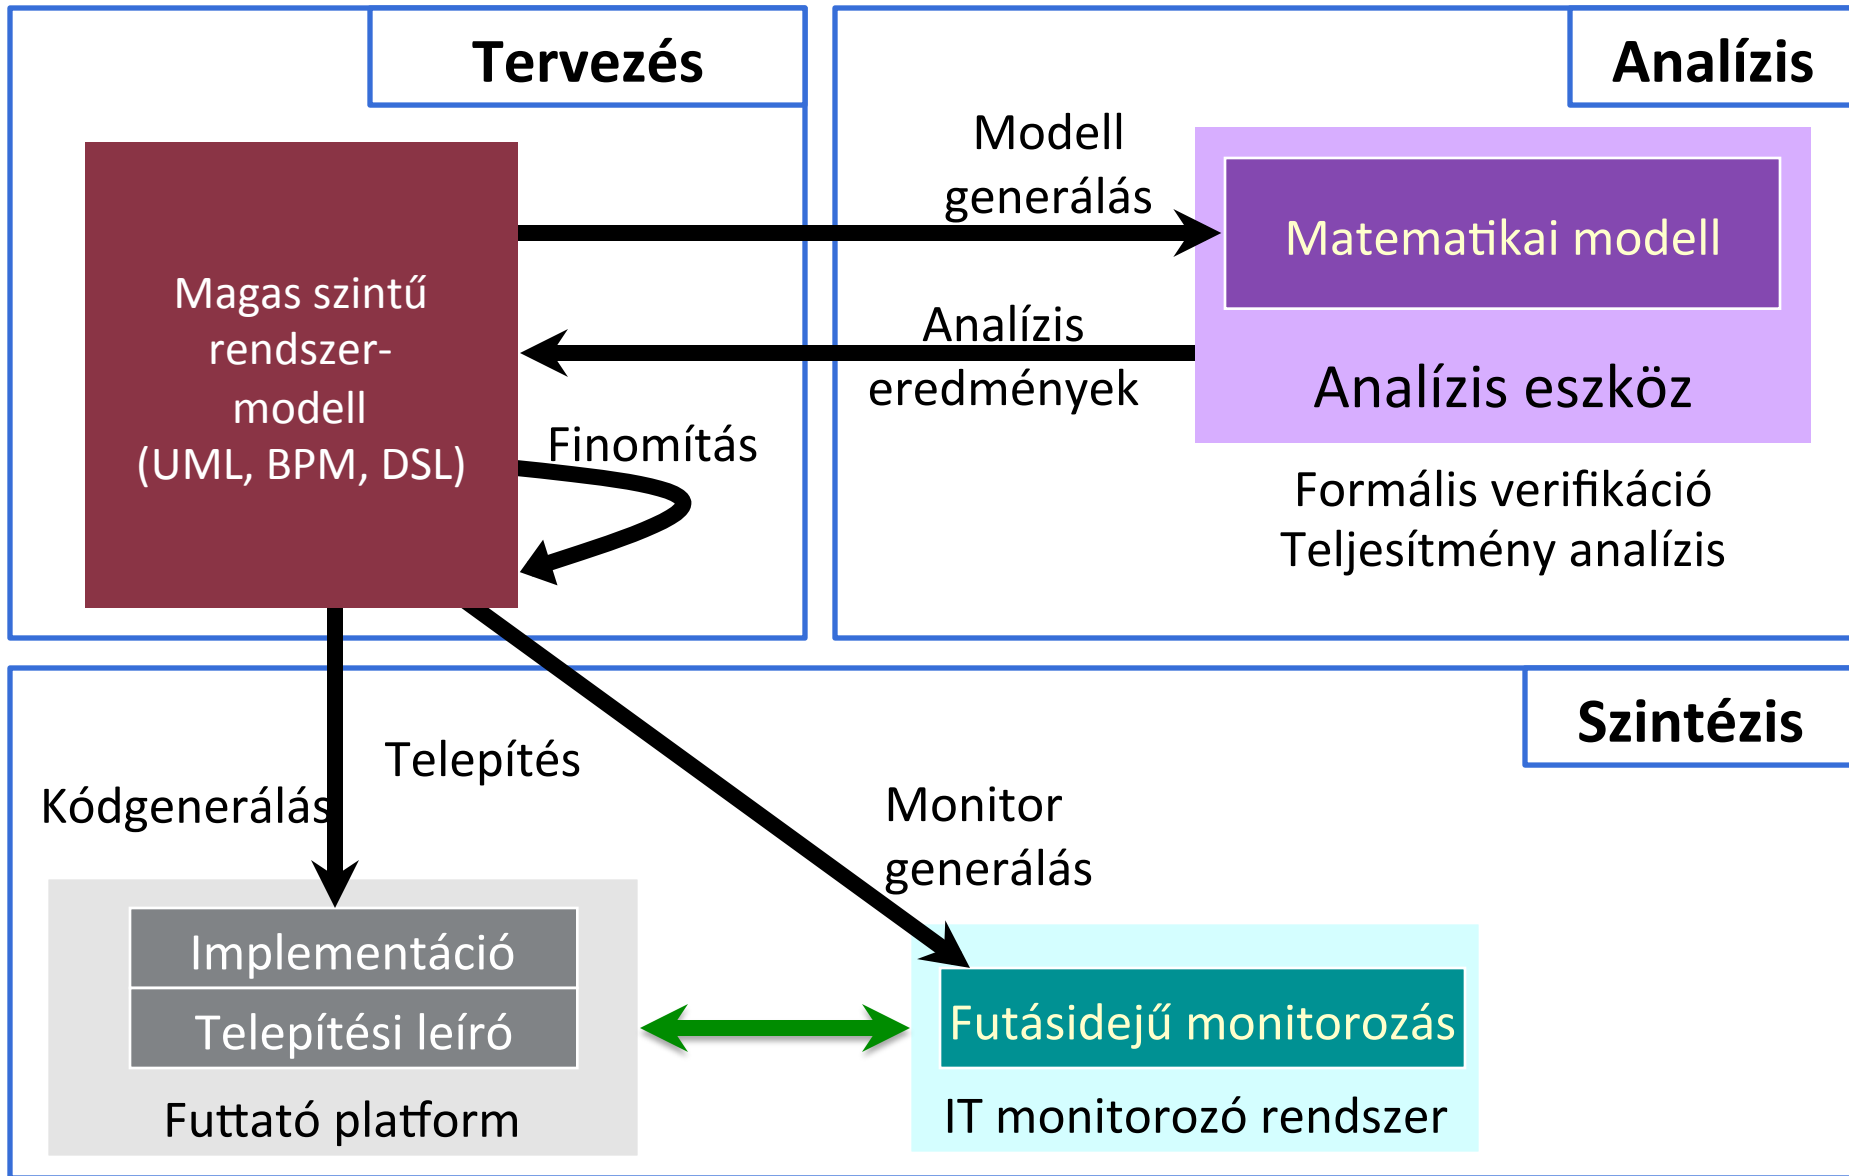 Tervezés
Analízis
Modell
generálás
Matematikai modell
Magas szintű
rendszer-
modell
(UML, BPM, DSL)
Analízis
eredmények
Analízis eszköz
Finomítás
Formális verifikáció
Teljesítmény analízis
Szintézis
Telepítés
Kódgenerálás
Monitor
generálás
Implementáció
Telepítési leíró
Futásidejű monitorozás
Futtató platform
IT monitorozó rendszer